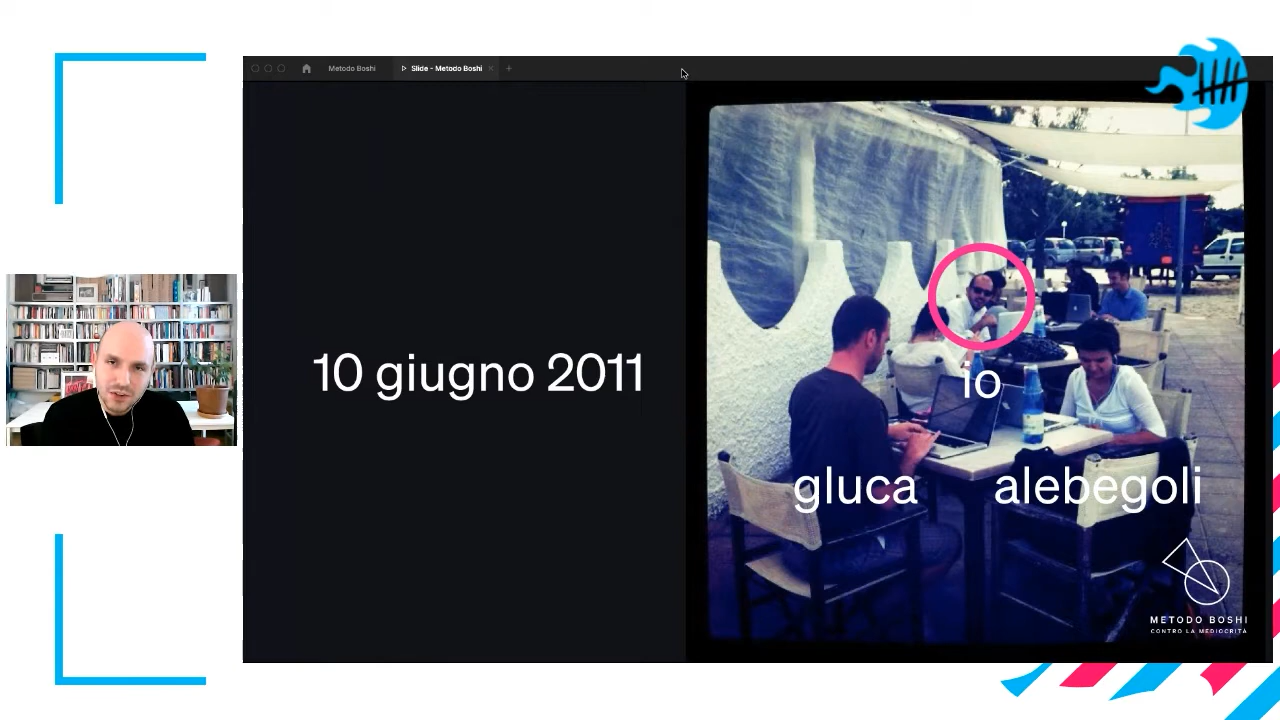 Metodo Boshi
Slide - Metodo Boshi
10 giugno 2011
io
gluca
alebegoli
METODO BOSHI
CONTRO LA MEDIOCRITÀ